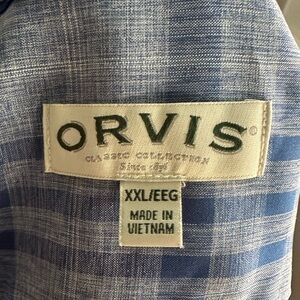 ORVIS®
CLASSIC COLLECTION
Since 1856
XXL/EEG
MADE IN
VIETNAM